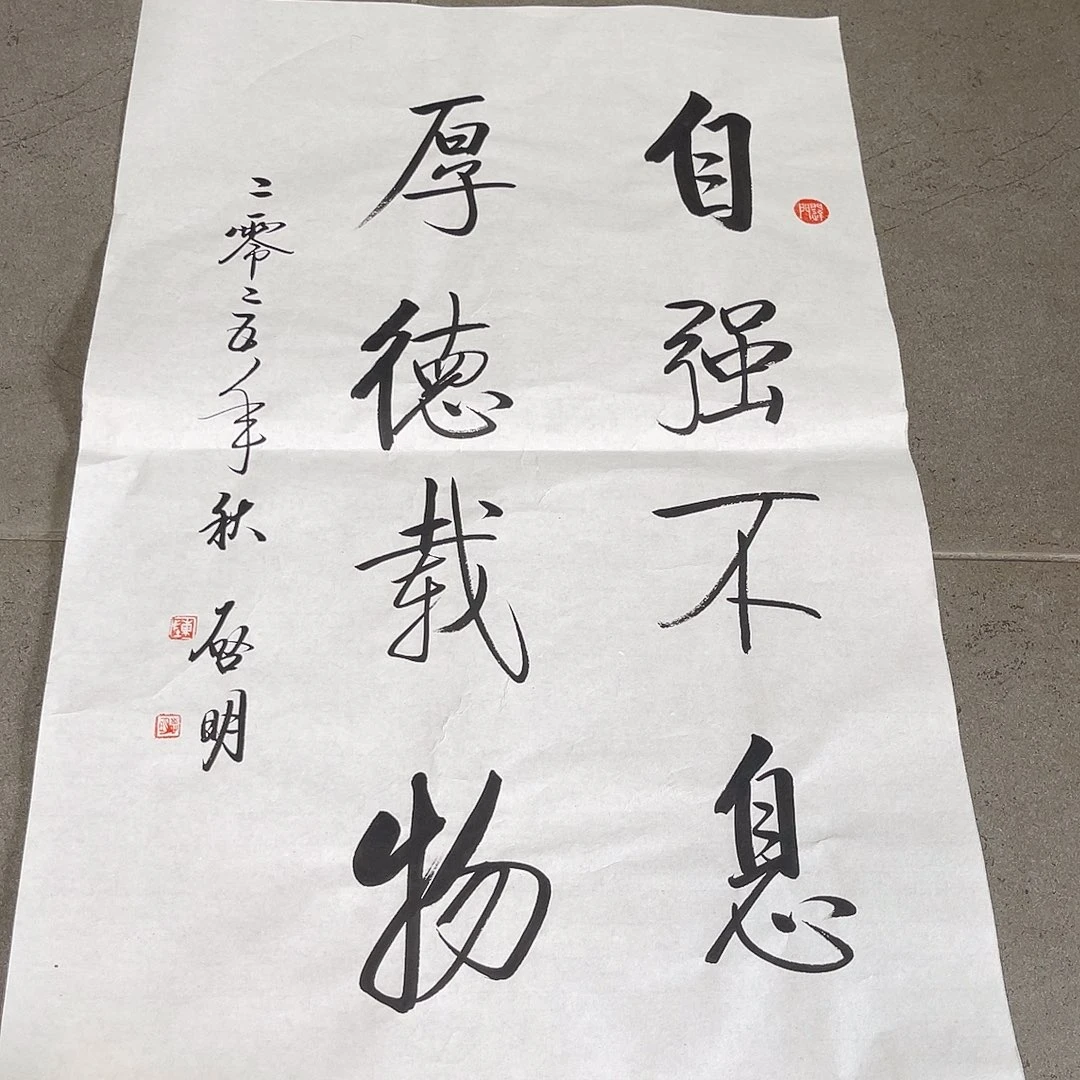 自强不息
厚德载物
二零二五年秋
启明